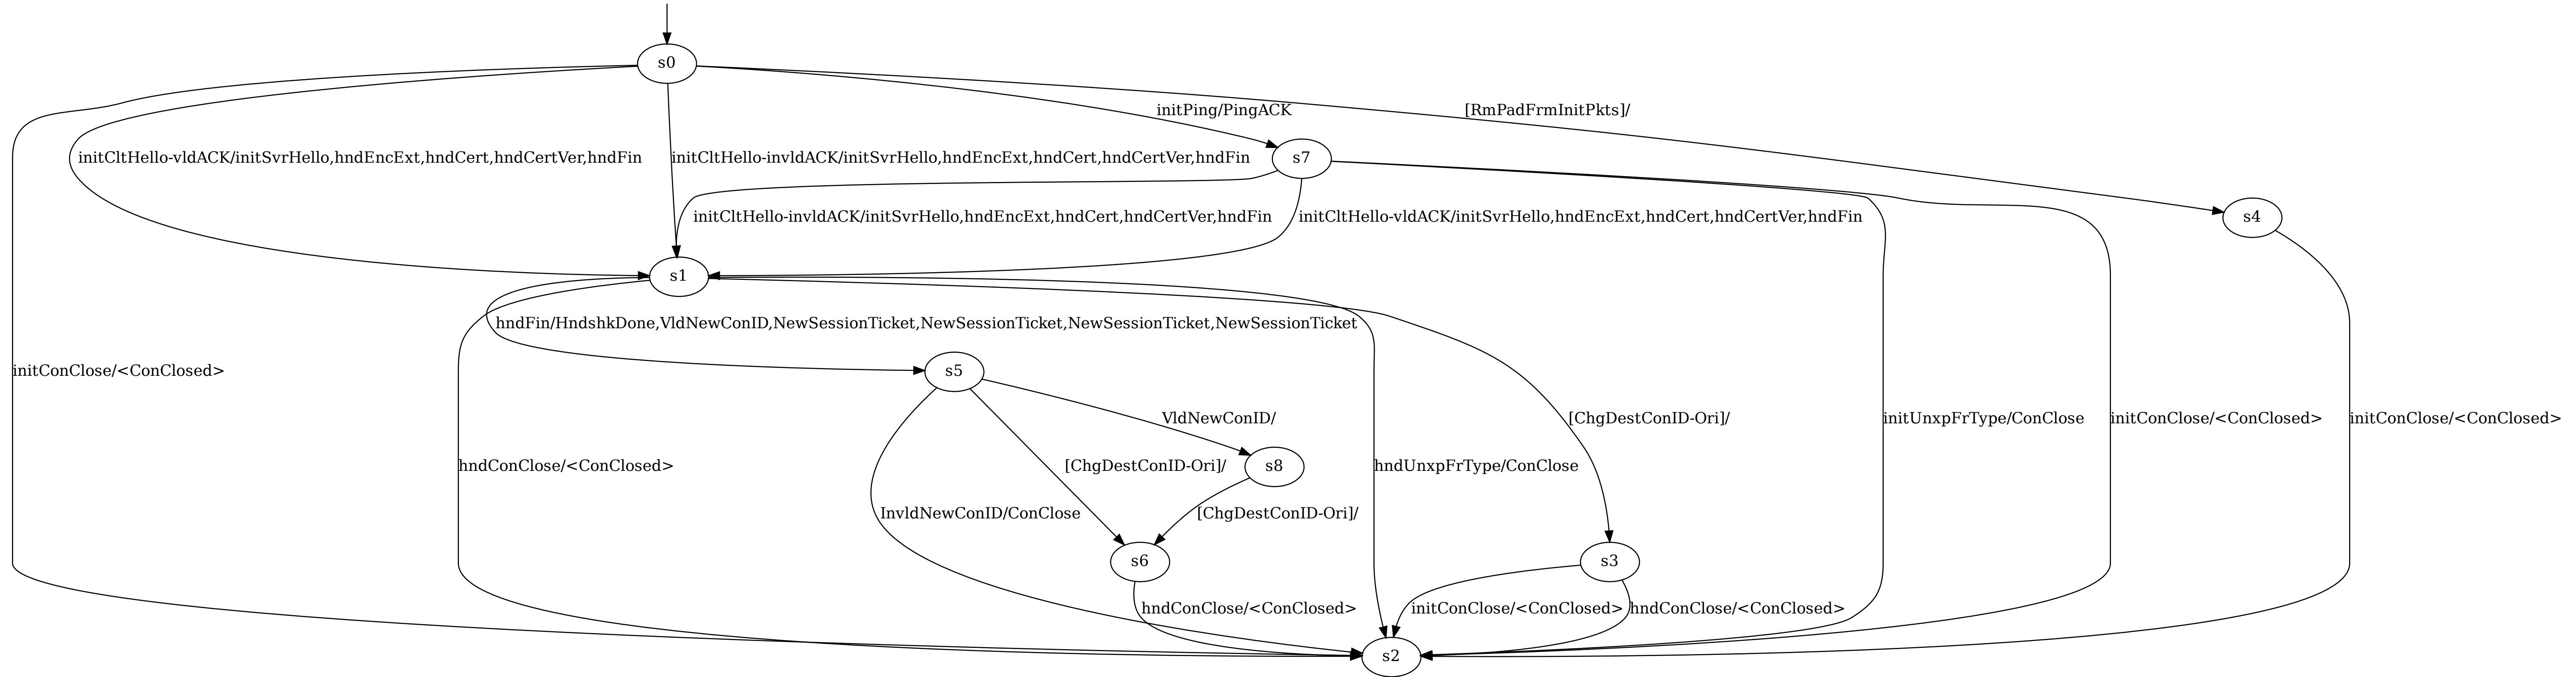 s0
initPing/PingACK
[RmPadFrmInitPkts]/
initCltHello-vldACK/initSvrHello,hndEncExt,hndCert,hndCertVer,hndFin
initCltHello-invldACK/initSvrHello,hndEncExt,hndCert,hndCertVer,hndFin
s7
initCltHello-invldACK/initSvrHello,hndEncExt,hndCert,hndCertVer,hndFin
initCltHello-vldACK/initSvrHello,hndEncExt,hndCert,hndCertVer,hndFin
s4
s1
hndFin/HndshkDone,VldNewConID,NewSessionTicket,NewSessionTicket,NewSessionTicket,NewSessionTicket
initConClose/<ConClosed>
s5
VldNewConID/
[ChgDestConID-Ori]/
initUnxpFrType/ConClose
initConClose/<ConClosed>
initConClose/<ConClosed>
hndConClose/<ConClosed>
[ChgDestConID-Ori]/
s8
hndUnxpFrType/ConClose
InvldNewConID/ConClose
[ChgDestConID-Ori]/
s6
s3
hndConClose/<ConClosed>
initConClose/<ConClosed>
hndConClose/<ConClosed>
s2